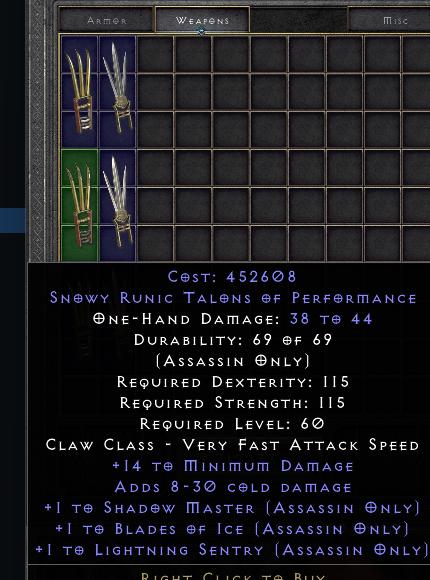 Armor
Weapons
Misc
Cost: 452608
Snowy Runic Talons of Performance
One-Hand Damage: 38 to 44
Durability: 69 of 69
(Assassin Only)
Required Dexterity: 115
Required Strength: 115
Required Level: 60
Claw Class - Very Fast Attack Speed
+14 to Minimum Damage
Adds 8-30 cold damage
+1 to Shadow Master (Assassin Only)
+1 to Blades of Ice (Assassin Only)
+1 to Lightning Sentry (Assassin Only)
Right Click to Buy